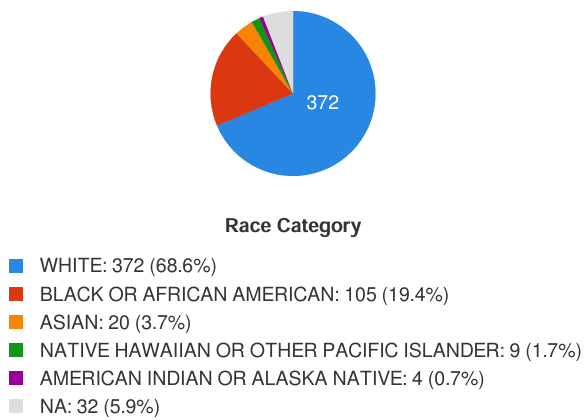 372
Race Category
WHITE: 372 (68.6%)
BLACK OR AFRICAN AMERICAN: 105 (19.4%)
ASIAN: 20 (3.7%)
NATIVE HAWAIIAN OR OTHER PACIFIC ISLANDER: 9 (1.7%)
AMERICAN INDIAN OR ALASKA NATIVE: 4 (0.7%)
NA: 32 (5.9%)